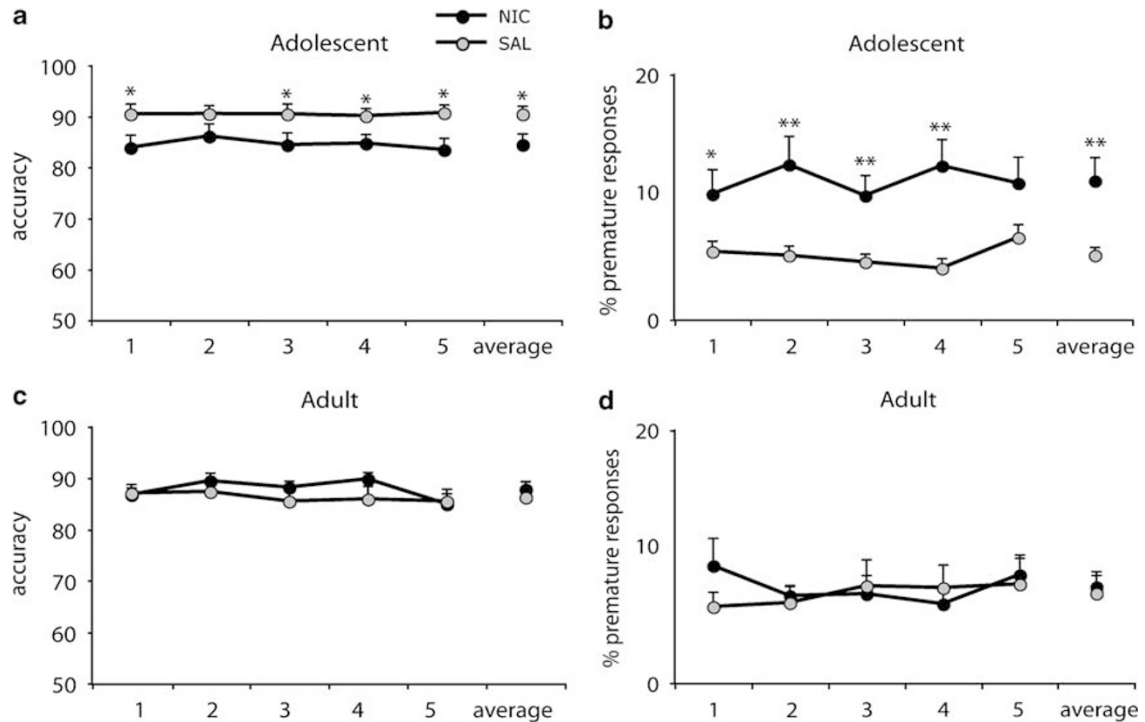 a
NIC
SAL
Adolescent
*
*
*
*
*
100
90
80
70
60
50
accuracy
1 2 3 4 5 average
b
Adolescent
*
**
**
**
**
20
10
0
% premature responses
1 2 3 4 5 average
c
Adult
100
90
80
70
60
50
accuracy
1 2 3 4 5 average
d
Adult
20
10
0
% premature responses
1 2 3 4 5 average